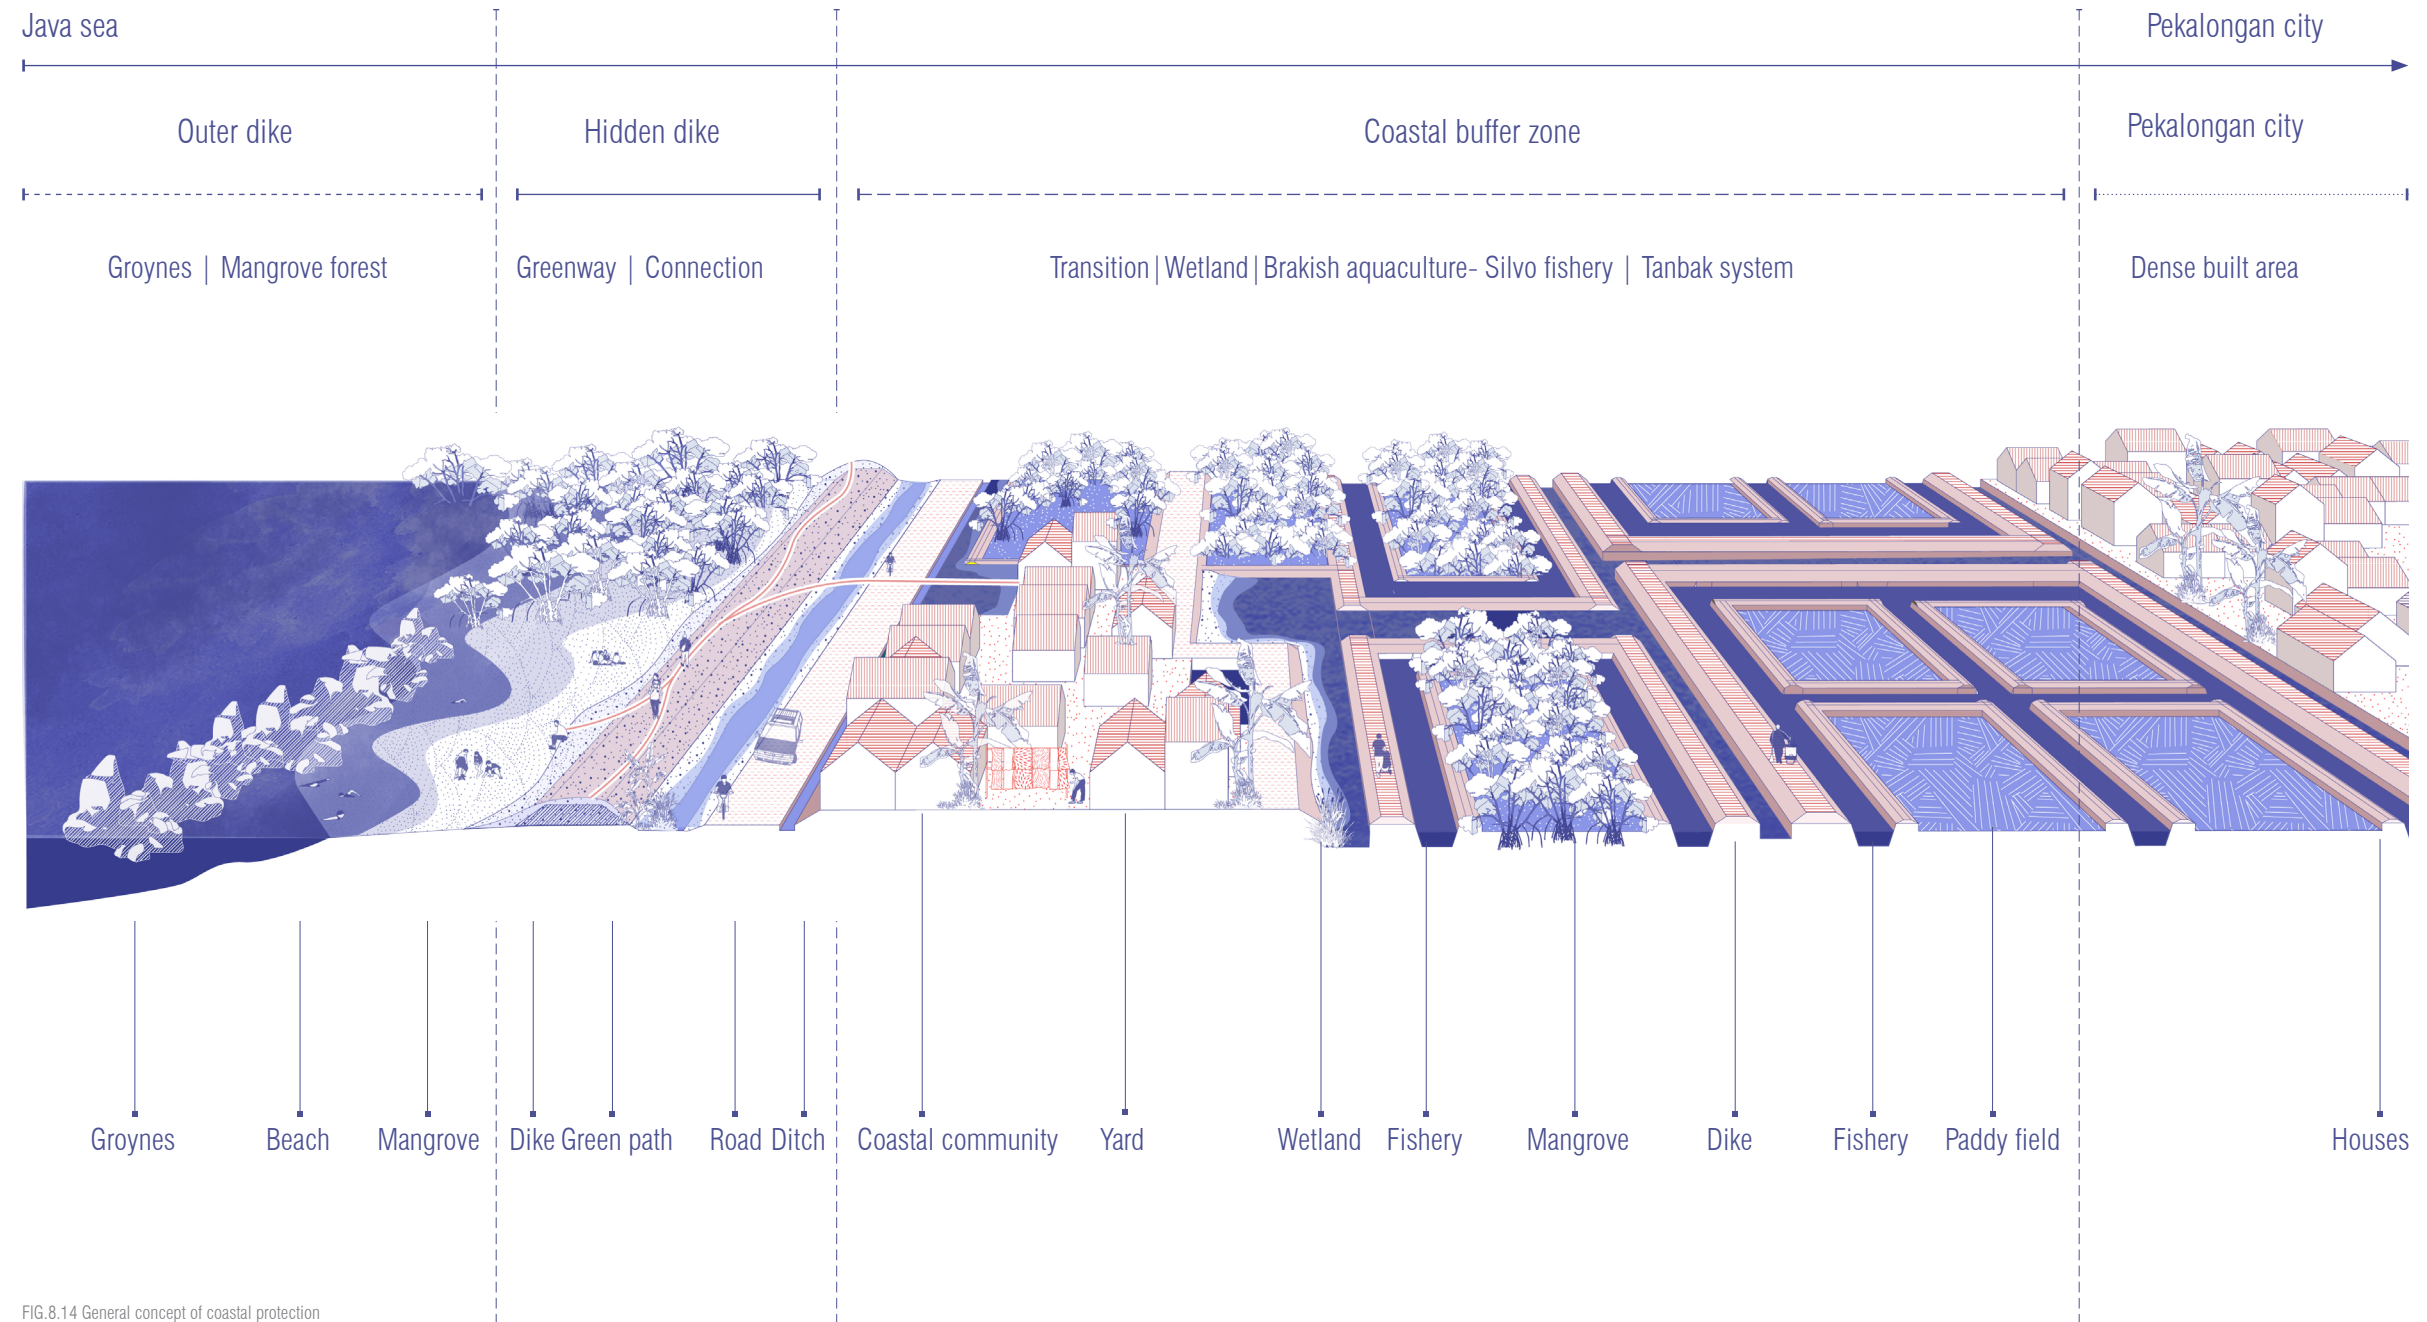 Java sea
Pekalongan city
Outer dike
Hidden dike
Coastal buffer zone
Pekalongan city
Groynes | Mangrove forest
Greenway | Connection
Transition|Wetland|Brakish aquaculture- Silvo fishery | Tanbak system
Dense built area
Groynes
Beach
Mangrove
Dike
Green path
Road
Ditch
Coastal community
Yard
Wetland
Fishery
Mangrove
Dike
Fishery
Paddy field
Houses
FIG.8.14 General concept of coastal protection